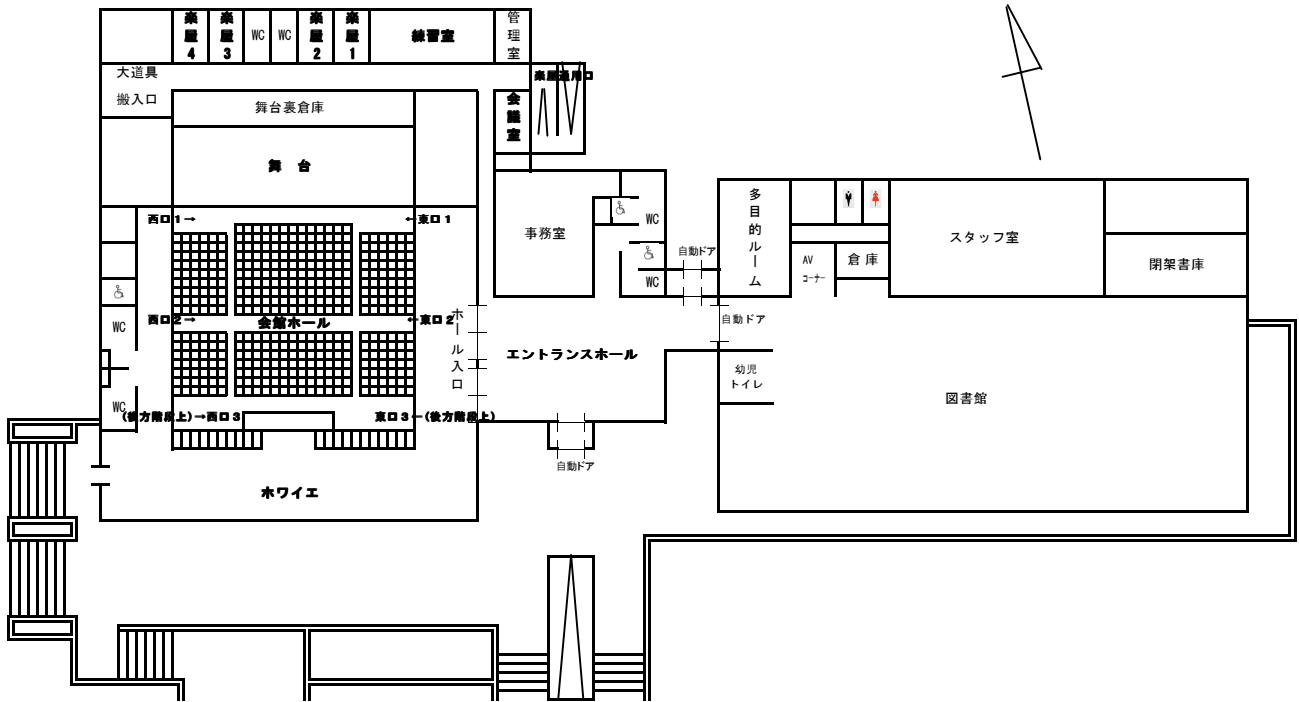 楽屋4
楽屋3
WC
WC
楽屋2
楽屋1
練習室
管理室
大道具
搬入口
楽屋通用口
舞台裏倉庫
会議室
舞 台
西口1→
←東口1
事務室
WC
多目的ルーム
スタッフ室
自動ドア
AV
コーナー
倉庫
閉架書庫
WC
西口2→
会館ホール
←東口2
ホール入口
WC
自動ドア
エントランスホール
幼児
トイレ
図書館
WC
(後方階段上)→西口3
東口3←(後方階段上)
自動ドア
ホワイエ